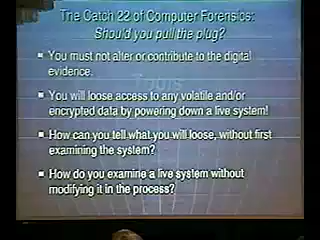 The Catch 22 of Computer Forensics:
Should you pull the plug?
You must not alter or contribute to the digital
evidence.
Tools
You will loose access to any volatile and/or
encrypted data by powering down a live system!
How can you tell what you will loose, without first
examining the system?
How do you examine a live system without
modifying it in the process?